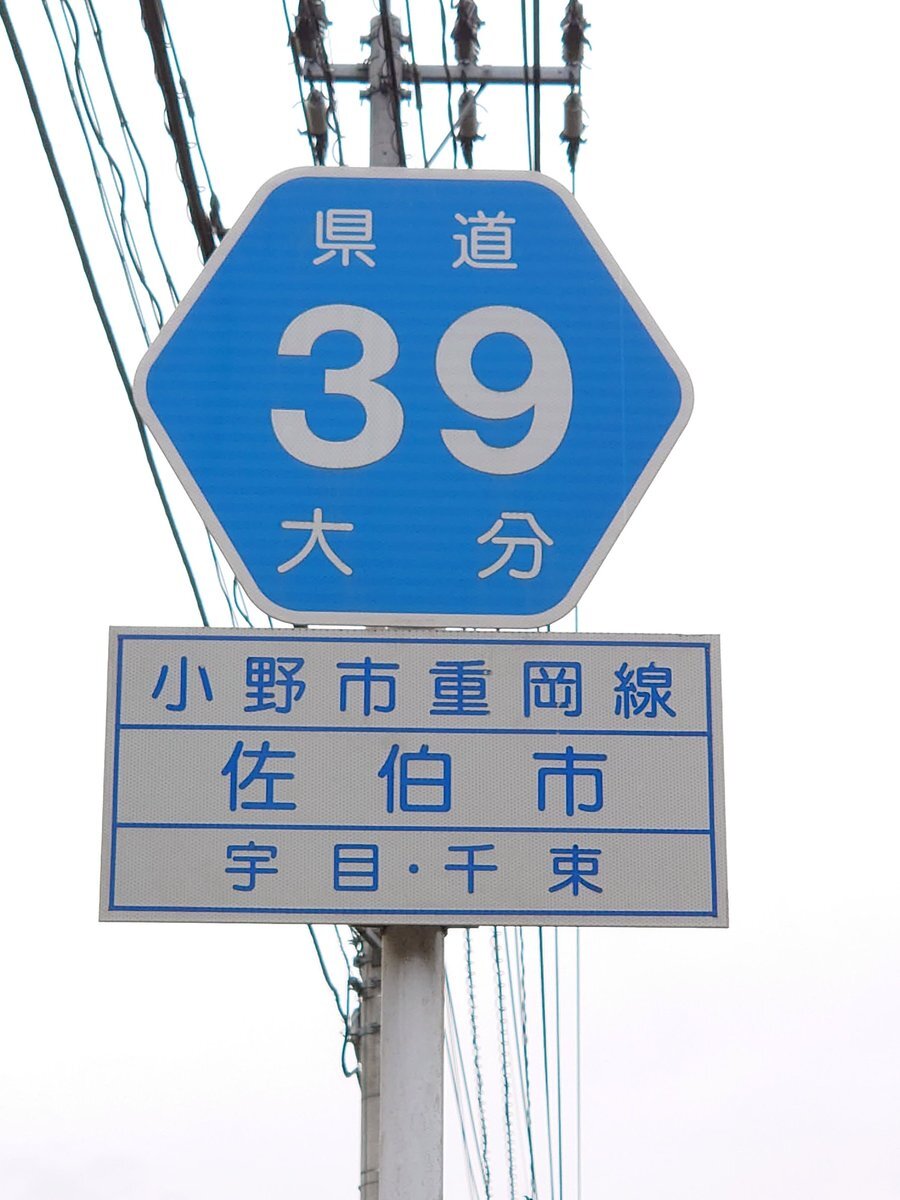 県道
39
大分
小野市重岡線
佐伯市
宇目・千束